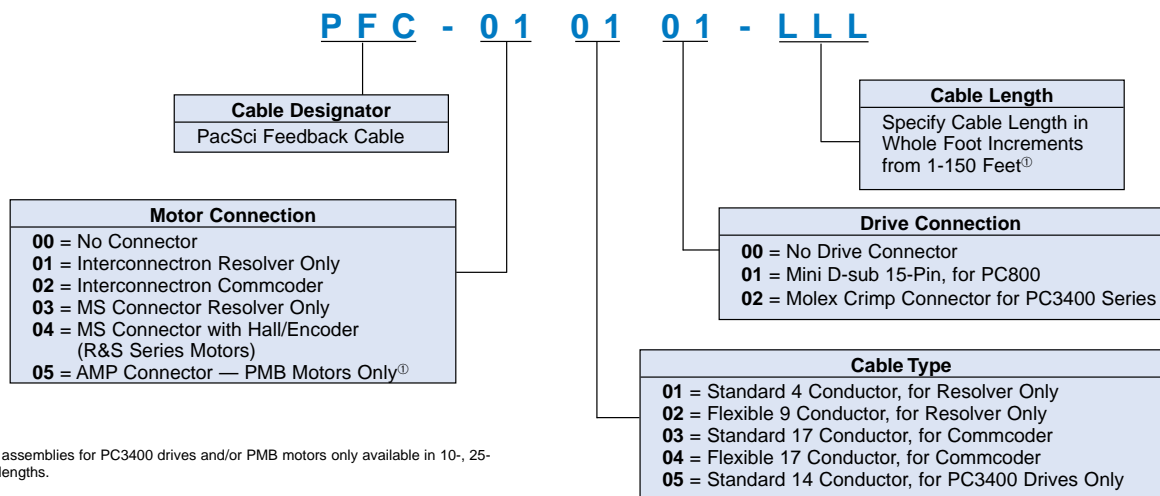 PFC - 01 01 01 - LLL
Cable Designator
PacSci Feedback Cable
Cable Length
Specify Cable Length in
Whole Foot Increments
from 1-150 Feet①
Motor Connection
00 = No Connector
01 = Interconnectron Resolver Only
02 = Interconnectron Commcoder
03 = MS Connector Resolver Only
04 = MS Connector with Hall/Encoder
(R&S Series Motors)
05 = AMP Connector — PMB Motors Only①
Drive Connection
00 = No Drive Connector
01 = Mini D-sub 15-Pin, for PC800
02 = Molex Crimp Connector for PC3400 Series
Cable Type
01 = Standard 4 Conductor, for Resolver Only
02 = Flexible 9 Conductor, for Resolver Only
03 = Standard 17 Conductor, for Commcoder
04 = Flexible 17 Conductor, for Commcoder
05 = Standard 14 Conductor, for PC3400 Drives Only
assemblies for PC3400 drives and/or PMB motors only available in 10-, 25-
lengths.